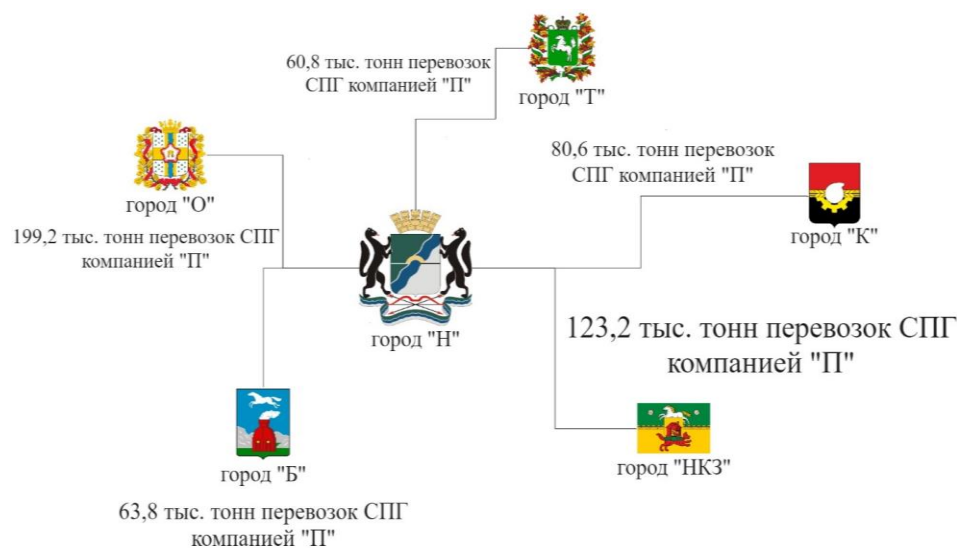 60,8 тыс. тонн перевозок
СПГ компанией "П"
город "Т"
80,6 тыс. тонн перевозок
СПГ компанией "П"
город "О"
город "К"
199,2 тыс. тонн перевозок СПГ
компанией "П"
город "Н"
123,2 тыс. тонн перевозок СПГ
компанией "П"
город "Б"
город "НКЗ"
63,8 тыс. тонн перевозок СПГ
компанией "П"